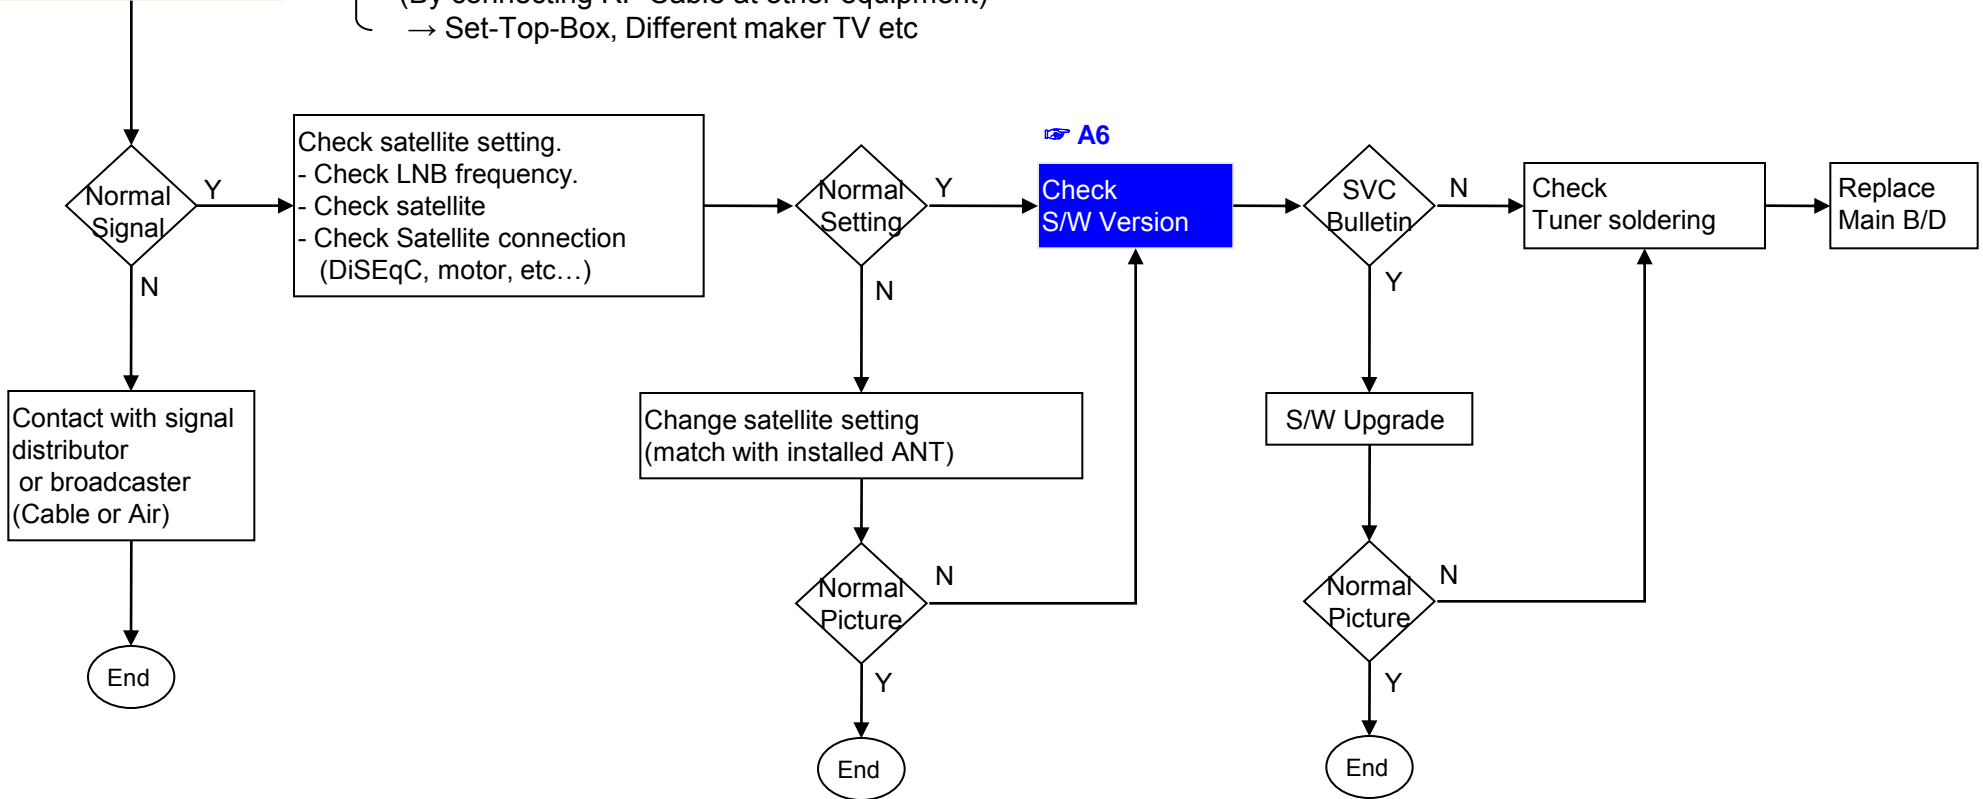 → Set-Top-Box, Different maker TV etc
Normal
Signal
Y
N
Check satellite setting.
- Check LNB frequency.
- Check satellite
- Check Satellite connection
(DiSEqC, motor, etc…)
Normal
Setting
Y
N
☞ A6
Check
S/W Version
SVC
Bulletin
N
Y
Check
Tuner soldering
Replace
Main B/D
Contact with signal
distributor
or broadcaster
(Cable or Air)
Change satellite setting
(match with installed ANT)
S/W Upgrade
Normal
Picture
N
Y
Normal
Picture
N
Y
End
End
End